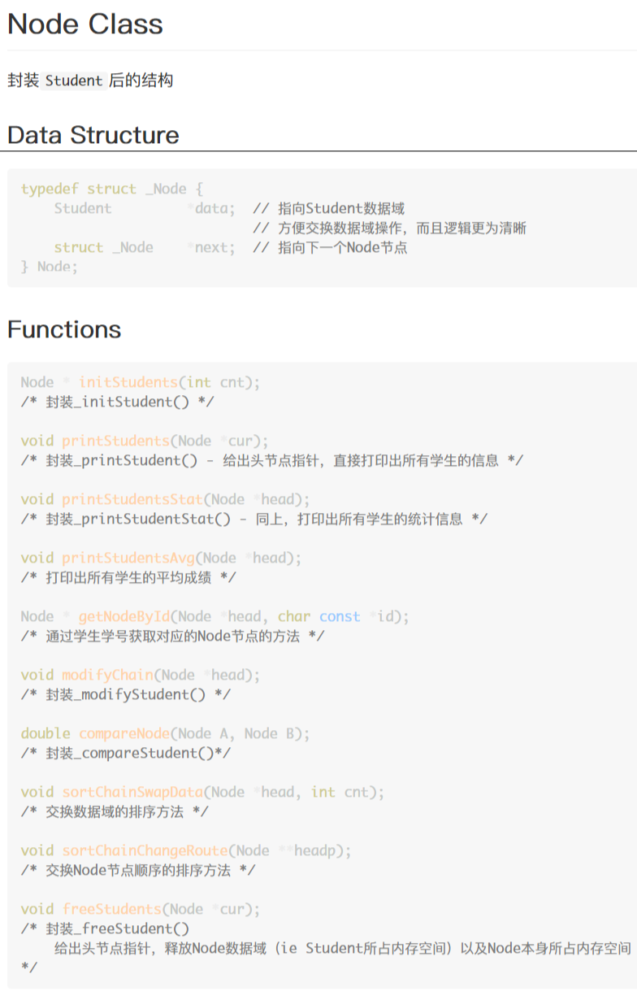 Node Class
封装 Student 后的结构
Data Structure
typedef struct _Node {
    Student         *data;  // 指向Student数据域
                            // 方便交换数据域操作，而且逻辑更为清晰
    struct _Node    *next;  // 指向下一个Node节点
} Node;
Functions
Node * initStudents(int cnt);
/* 封装_initStudent() */
void printStudents(Node *cur);
/* 封装_printStudent() - 给出头节点指针，直接打印出所有学生的信息 */
void printStudentsStat(Node *head);
/* 封装_printStudentStat() - 同上，打印出所有学生的统计信息 */
void printStudentsAvg(Node *head);
/* 打印出所有学生的平均成绩 */
Node * getNodeById(Node *head, char const *id);
/* 通过学生学号获取对应的Node节点的方法 */
void modifyChain(Node *head);
/* 封装_modifyStudent() */
double compareNode(Node A, Node B);
/* 封装_compareStudent()*/
void sortChainSwapData(Node *head, int cnt);
/* 交换数据域的排序方法 */
void sortChainChangeRoute(Node **headp);
/* 交换Node节点顺序的排序方法 */
void freeStudents(Node *cur);
/* 封装_freeStudent()
    给出头节点指针，释放Node数据域（ie Student所占内存空间）以及Node本身所占内存空间
*/